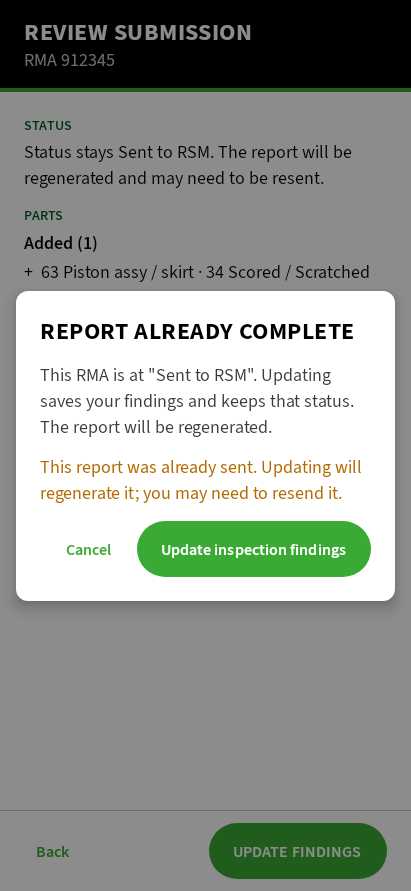 REVIEW SUBMISSION
RMA 912345
STATUS
Status stays Sent to RSM. The report will be
regenerated and may need to be resent.
PARTS
Added (1)
+ 63 Piston assy / skirt · 34 Scored / Scratched
REPORT ALREADY COMPLETE
This RMA is at "Sent to RSM". Updating
saves your findings and keeps that status.
The report will be regenerated.
This report was already sent. Updating will
regenerate it; you may need to resend it.
Cancel
Update inspection findings
Back
UPDATE FINDINGS